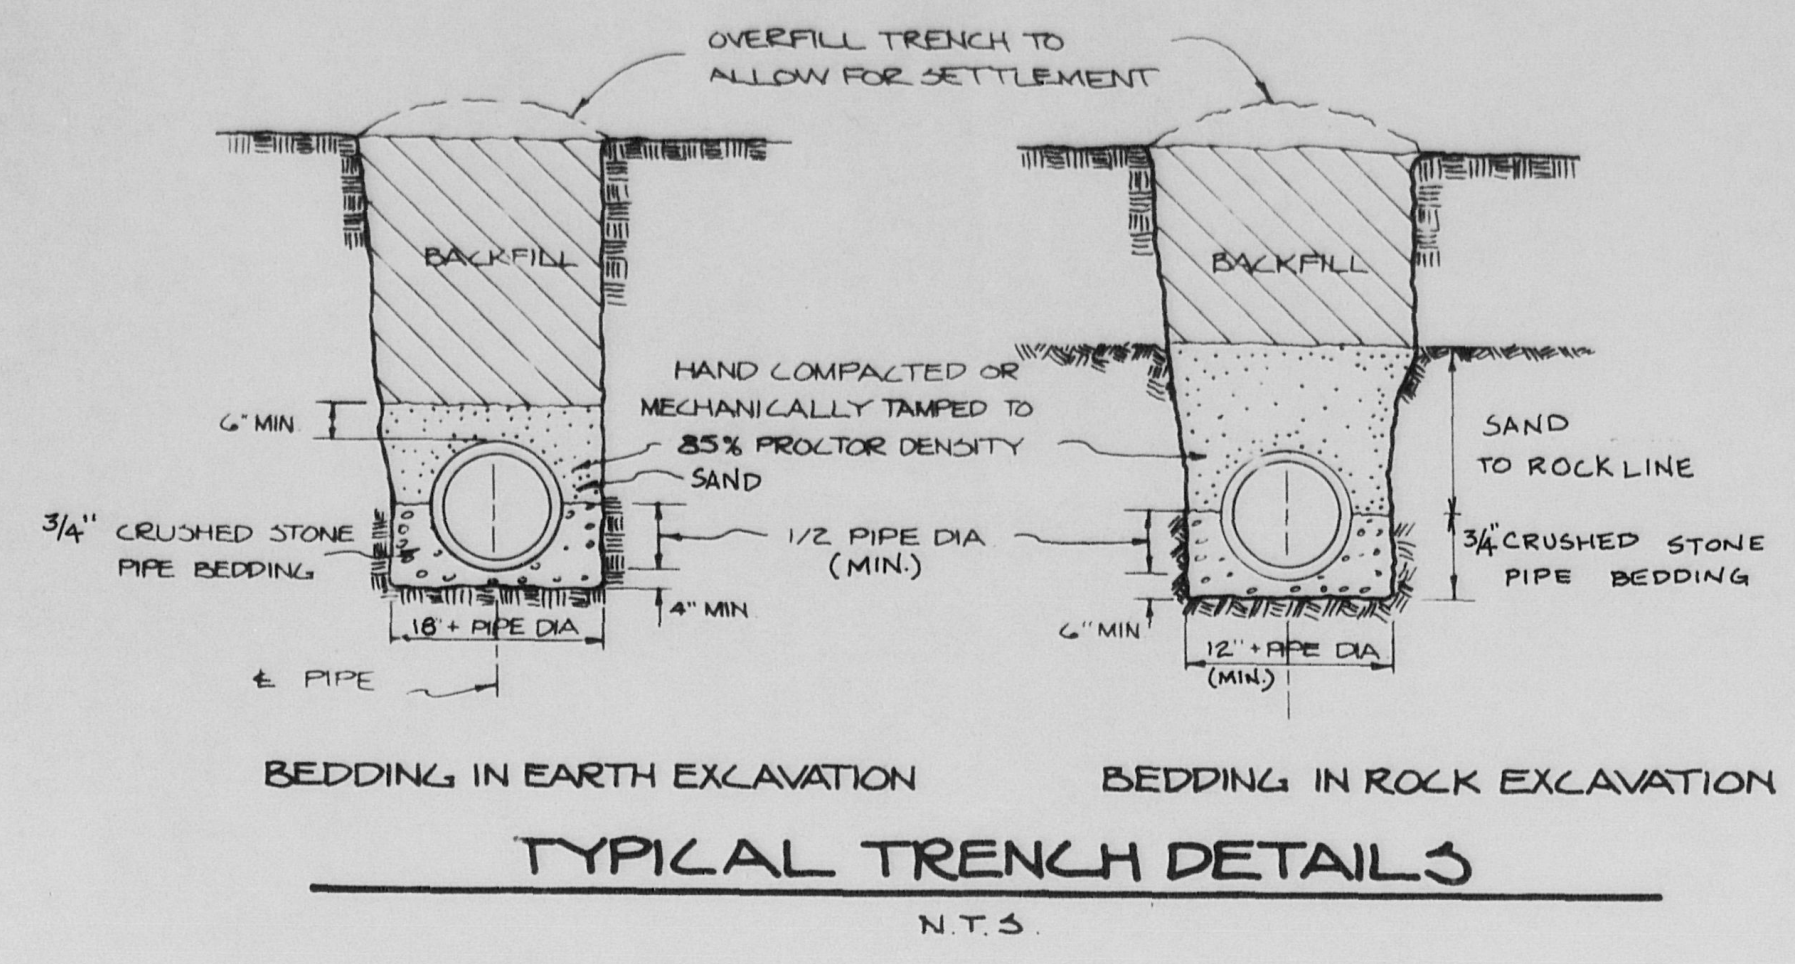 OVERFILL TRENCH TO
ALLOW FOR SETTLEMENT
BACKFILL
BACKFILL
HAND COMPACTED OR
MECHANICALLY TAMPED TO
85% PROCTOR DENSITY
SAND
6" MIN
SAND
TO ROCKLINE
3/4" CRUSHED STONE
PIPE BEDDING
1/2 PIPE DIA
(MIN.)
3/4" CRUSHED STONE
PIPE BEDDING
4" MIN
18" + PIPE DIA
6" MIN
12" + PIPE DIA
(MIN.)
℄ PIPE
BEDDING IN EARTH EXCAVATION
BEDDING IN ROCK EXCAVATION
TYPICAL TRENCH DETAILS
N.T.S.